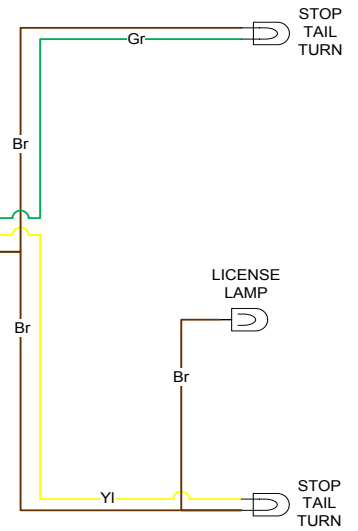 STOP
TAIL
TURN
Gr
Br
LICENSE
LAMP
Br
Br
Yl
STOP
TAIL
TURN